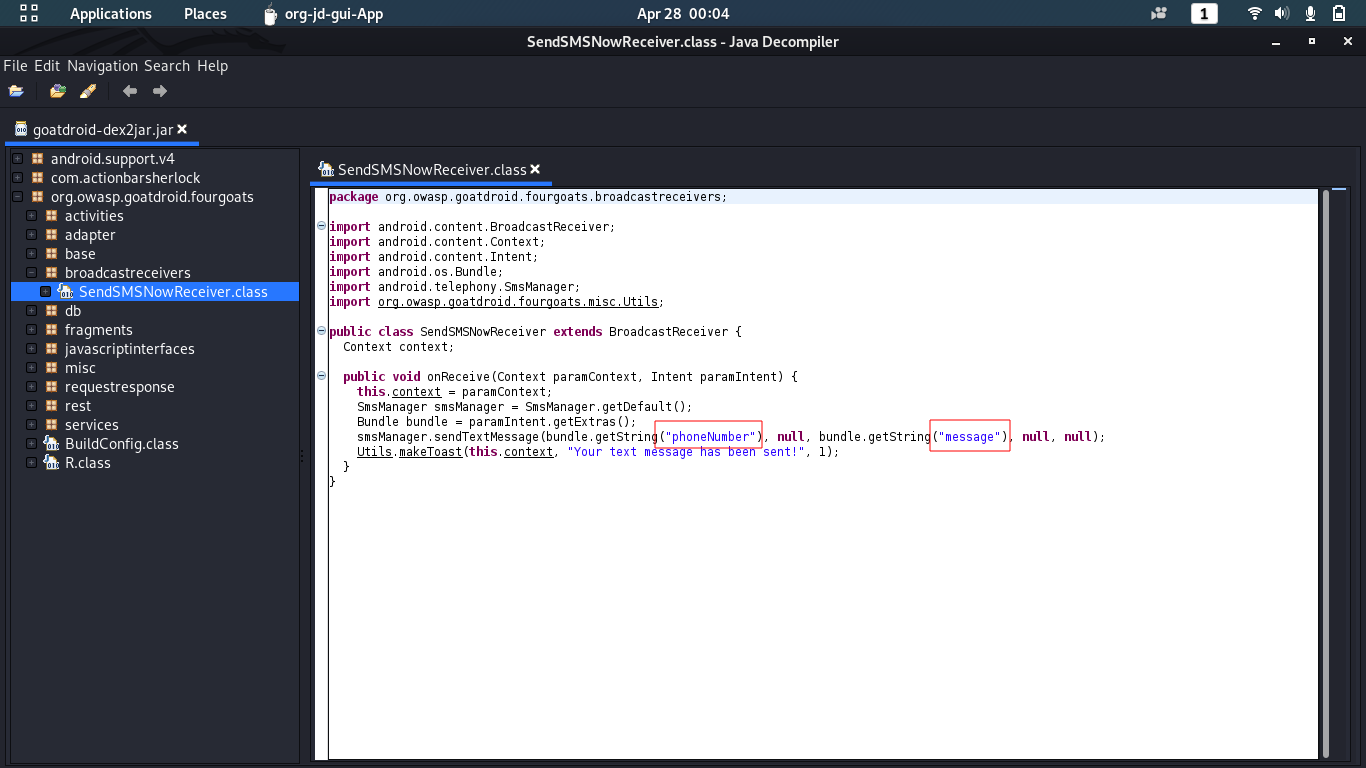 Applications Places org-jd-gui-App Apr 28 00:04 1
SendSMSNowReceiver.class - Java Decompiler
File Edit Navigation Search Help
goatdroid-dex2jar.jar
android.support.v4
com.actionbarsherlock
org.owasp.goatdroid.fourgoats
activities
adapter
base
broadcastreceivers
SendSMSNowReceiver.class
db
fragments
javascriptinterfaces
misc
requestresponse
rest
services
BuildConfig.class
R.class
SendSMSNowReceiver.class
package org.owasp.goatdroid.fourgoats.broadcastreceivers;
import android.content.BroadcastReceiver;
import android.content.Context;
import android.content.Intent;
import android.os.Bundle;
import android.telephony.SmsManager;
import org.owasp.goatdroid.fourgoats.misc.Utils;
public class SendSMSNowReceiver extends BroadcastReceiver {
Context context;
public void onReceive(Context paramContext, Intent paramIntent) {
this.context = paramContext;
SmsManager smsManager = SmsManager.getDefault();
Bundle bundle = paramIntent.getExtras();
smsManager.sendTextMessage(bundle.getString("phoneNumber"), null, bundle.getString("message"), null, null);
Utils.makeToast(this.context, "Your text message has been sent!", 1);
}
}